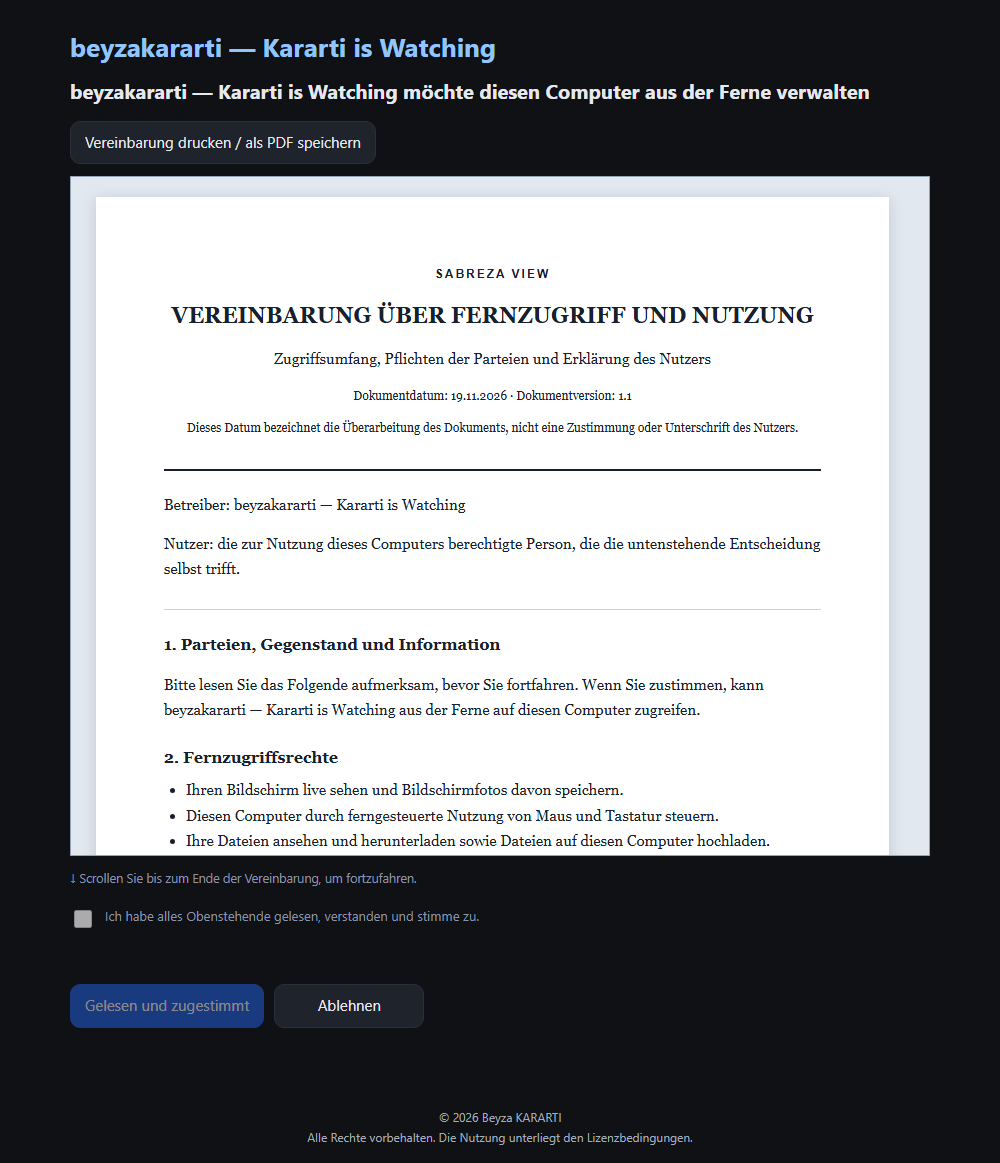 beyzakararti — Kararti is Watching
beyzakararti — Kararti is Watching möchte diesen Computer aus der Ferne verwalten
Vereinbarung drucken / als PDF speichern
SABREZA VIEW
VEREINBARUNG ÜBER FERNZUGRIFF UND NUTZUNG
Zugriffsumfang, Pflichten der Parteien und Erklärung des Nutzers
Dokumentdatum: 19.11.2026 · Dokumentversion: 1.1
Dieses Datum bezeichnet die Überarbeitung des Dokuments, nicht eine Zustimmung oder Unterschrift des Nutzers.
Betreiber: beyzakararti — Kararti is Watching
Nutzer: die zur Nutzung dieses Computers berechtigte Person, die die untenstehende Entscheidung
selbst trifft.
1. Parteien, Gegenstand und Information
Bitte lesen Sie das Folgende aufmerksam, bevor Sie fortfahren. Wenn Sie zustimmen, kann
beyzakararti — Kararti is Watching aus der Ferne auf diesen Computer zugreifen.
2. Fernzugriffsrechte
• Ihren Bildschirm live sehen und Bildschirmfotos davon speichern.
• Diesen Computer durch ferngesteuerte Nutzung von Maus und Tastatur steuern.
• Ihre Dateien ansehen und herunterladen sowie Dateien auf diesen Computer hochladen.
↓ Scrollen Sie bis zum Ende der Vereinbarung, um fortzufahren.
Ich habe alles Obenstehende gelesen, verstanden und stimme zu.
Gelesen und zugestimmt
Ablehnen
© 2026 Beyza KARARTI
Alle Rechte vorbehalten. Die Nutzung unterliegt den Lizenzbedingungen.